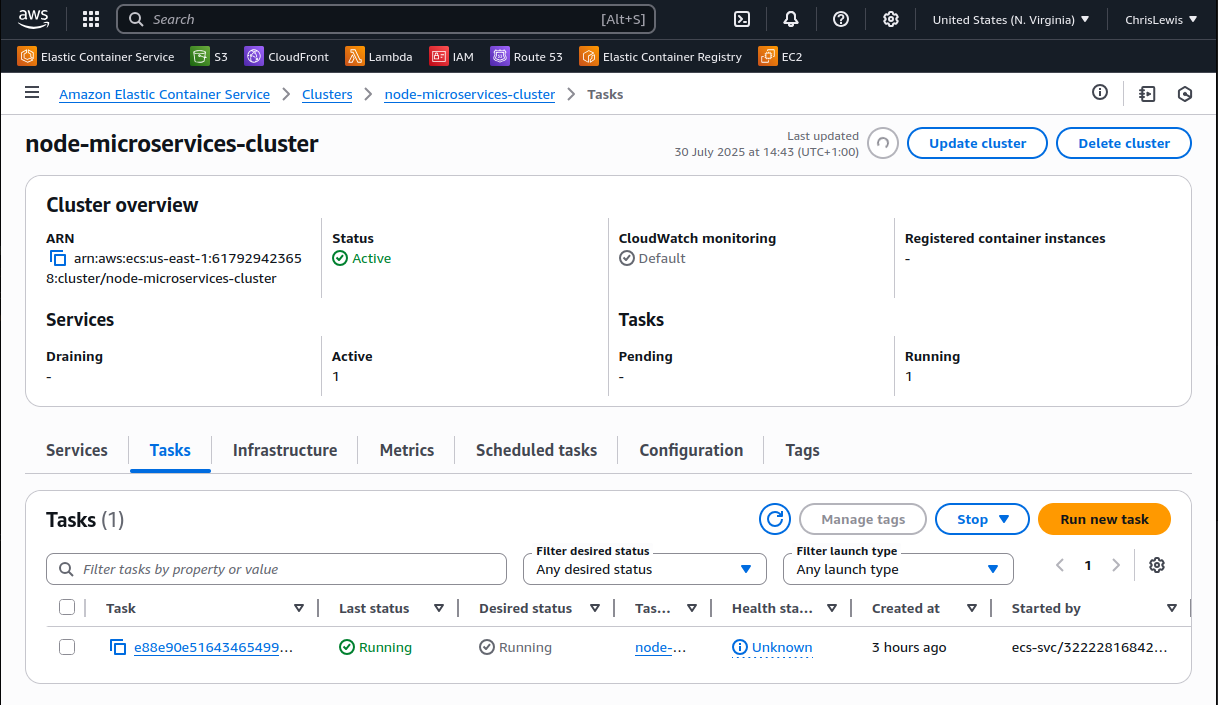 aws
Search [Alt+S] United States (N. Virginia) ChrisLewis
Elastic Container Service S3 CloudFront Lambda IAM Route 53 Elastic Container Registry EC2
Amazon Elastic Container Service Clusters node-microservices-cluster Tasks
node-microservices-cluster
Last updated
30 July 2025 at 14:43 (UTC+1:00)
Update cluster Delete cluster
Cluster overview
ARN
arn:aws:ecs:us-east-1:61792942365
8:cluster/node-microservices-cluster
Status
Active
CloudWatch monitoring
Default
Registered container instances
-
Services
Draining
-
Active
1
Tasks
Pending
-
Running
1
Services Tasks Infrastructure Metrics Scheduled tasks Configuration Tags
Tasks (1)
Manage tags Stop Run new task
Filter tasks by property or value
Filter desired status
Any desired status
Filter launch type
Any launch type
1
Task Last status Desired status Tas... Health sta... Created at Started by
e88e90e51643465499... Running Running node-... Unknown 3 hours ago ecs-svc/32222816842...